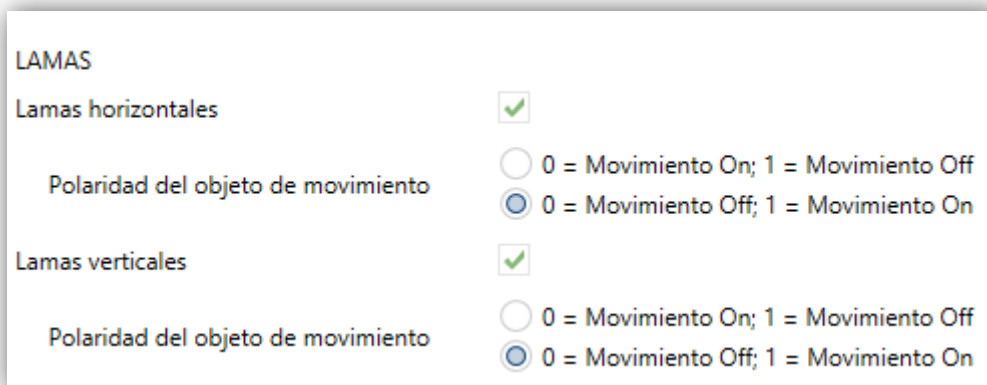 LAMAS
Lamas horizontales
Polaridad del objeto de movimiento
0 = Movimiento On; 1 = Movimiento Off
0 = Movimiento Off; 1 = Movimiento On
Lamas verticales
Polaridad del objeto de movimiento
0 = Movimiento On; 1 = Movimiento Off
0 = Movimiento Off; 1 = Movimiento On